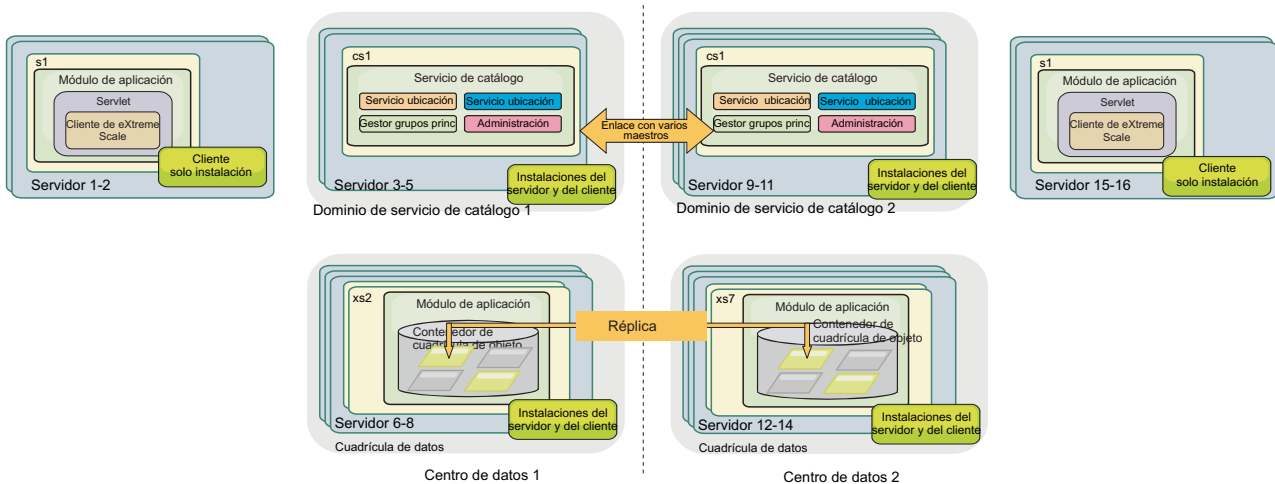 s1
Módulo de aplicación
Servlet
Cliente de eXtreme
Scale
Cliente
solo instalación
Servidor 1-2
cs1
Servicio de catálogo
Servicio ubicación
Servicio ubicación
Gestor grupos princ
Administración
Instalaciones del
servidor y del cliente
Servidor 3-5
Dominio de servicio de catálogo 1
Enlace con varios
maestros
cs1
Servicio de catálogo
Servicio ubicación
Servicio ubicación
Gestor grupos princ
Administración
Instalaciones del
servidor y del cliente
Servidor 9-11
Dominio de servicio de catálogo 2
s1
Módulo de aplicación
Servlet
Cliente de eXtreme
Scale
Cliente
solo instalación
Servidor 15-16
xs2
Módulo de aplicación
Contenedor de
cuadrícula de objeto
Instalaciones del
servidor y del cliente
Servidor 6-8
Cuadrícula de datos
Réplica
xs7
Módulo de aplicación
Contenedor de
cuadrícula de objeto
Instalaciones del
servidor y del cliente
Servidor 12-14
Cuadrícula de datos
Centro de datos 1
Centro de datos 2